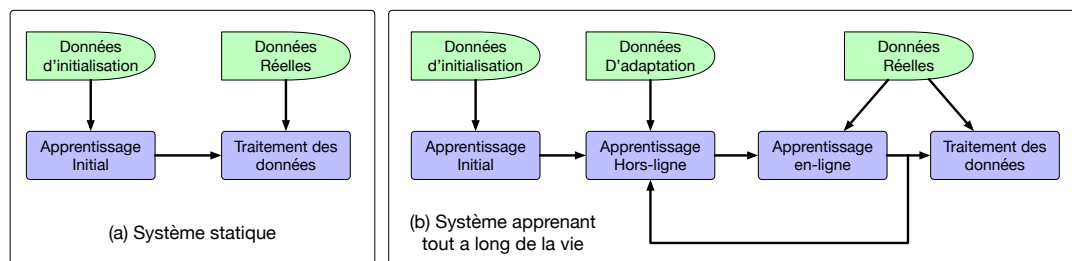 Données
d'initialisation
Données
Réelles
Apprentissage
Initial
Traitement des
données
(a) Système statique
Données
d'initialisation
Données
D'adaptation
Données
Réelles
Apprentissage
Initial
Apprentissage
Hors-ligne
Apprentissage
en-ligne
Traitement des
données
(b) Système apprenant
tout a long de la vie